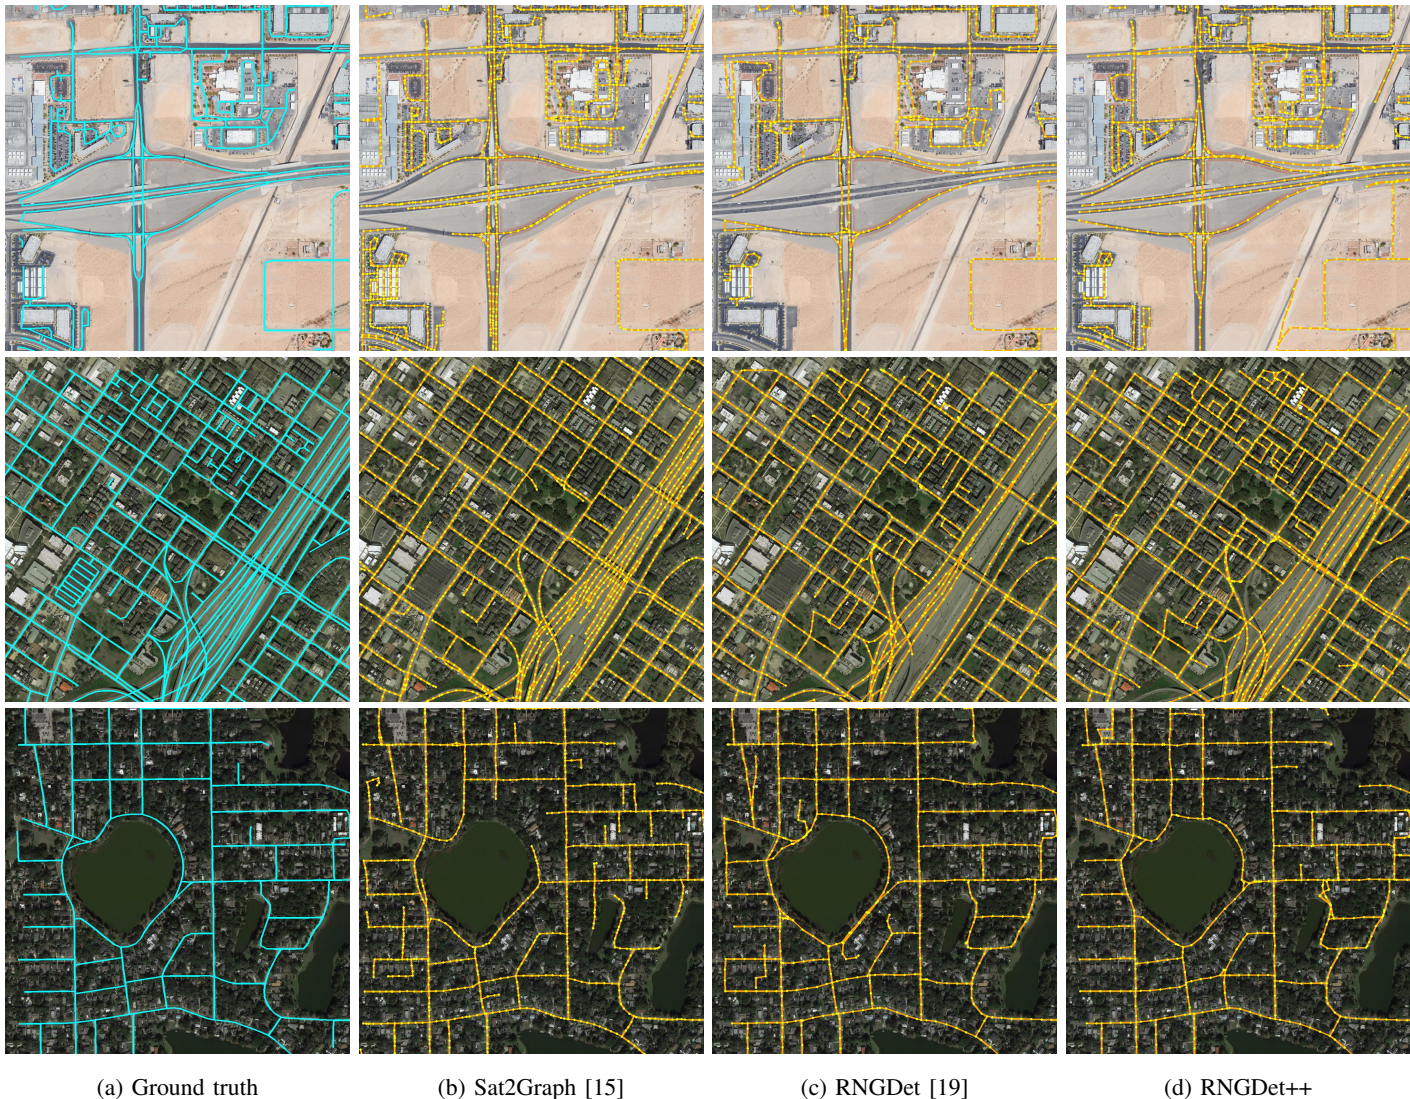 (a) Ground truth
(b) Sat2Graph [15]
(c) RNGDet [19]
(d) RNGDet++